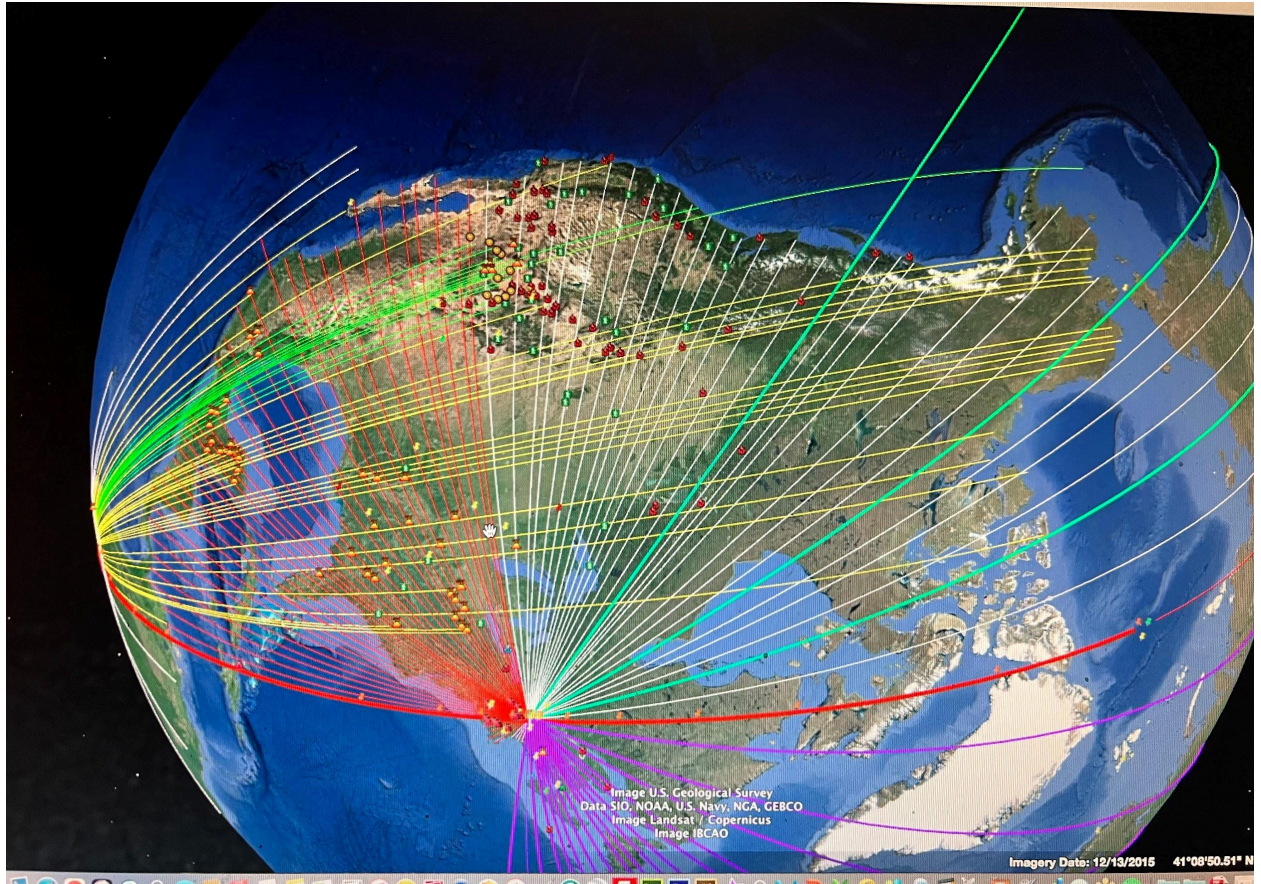 Image U.S. Geological Survey
Data SIO, NOAA, U.S. Navy, NGA, GEBCO
Image Landsat / Copernicus
Image IBCAO
Imagery Date: 12/13/2015 41°08'50.51" N